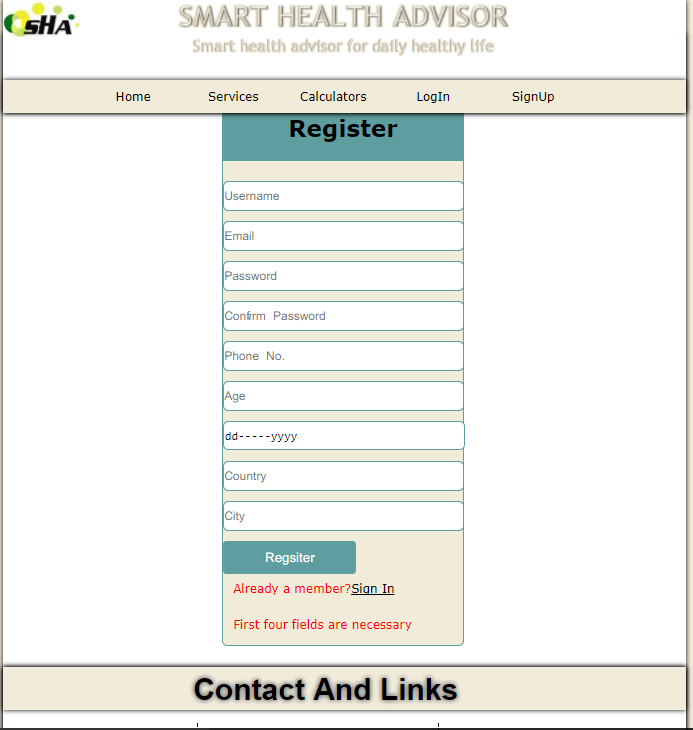 SHA
SMART HEALTH ADVISOR
Smart health advisor for daily healthy life
Home Services Calculators LogIn SignUp
Register
Username
Email
Password
Confirm Password
Phone No.
Age
dd-----yyyy
Country
City
Regsiter
Already a member?Sign In
First four fields are necessary
Contact And Links